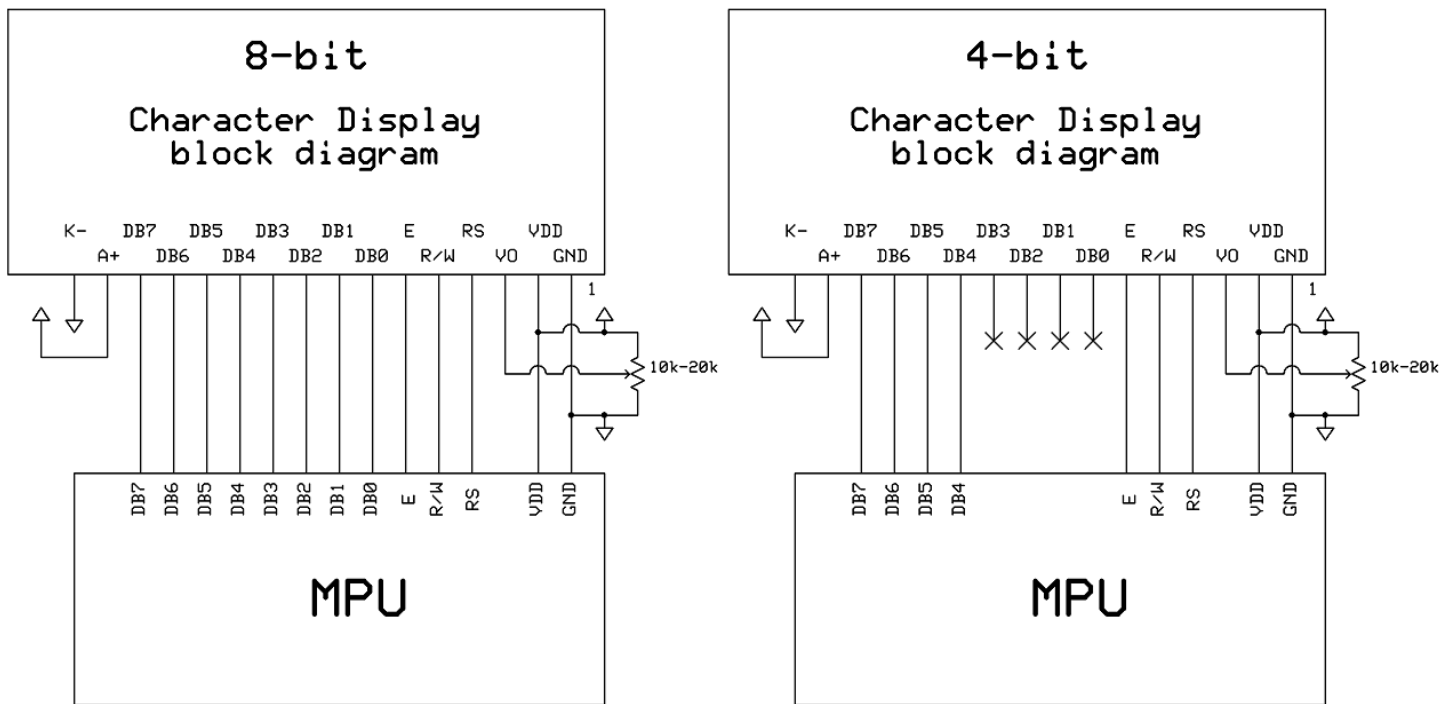 8-bit
Character Display
block diagram
K- DB7 DB5 DB3 DB1 E RS VDD
A+ DB6 DB4 DB2 DB0 R/W VO GND
1
10k-20k
DB7 DB6 DB5 DB4 DB3 DB2 DB1 DB0 E R/W RS VDD GND
MPU
4-bit
Character Display
block diagram
K- DB7 DB5 DB3 DB1 E RS VDD
A+ DB6 DB4 DB2 DB0 R/W VO GND
1
10k-20k
DB7 DB6 DB5 DB4 E R/W RS VDD GND
MPU